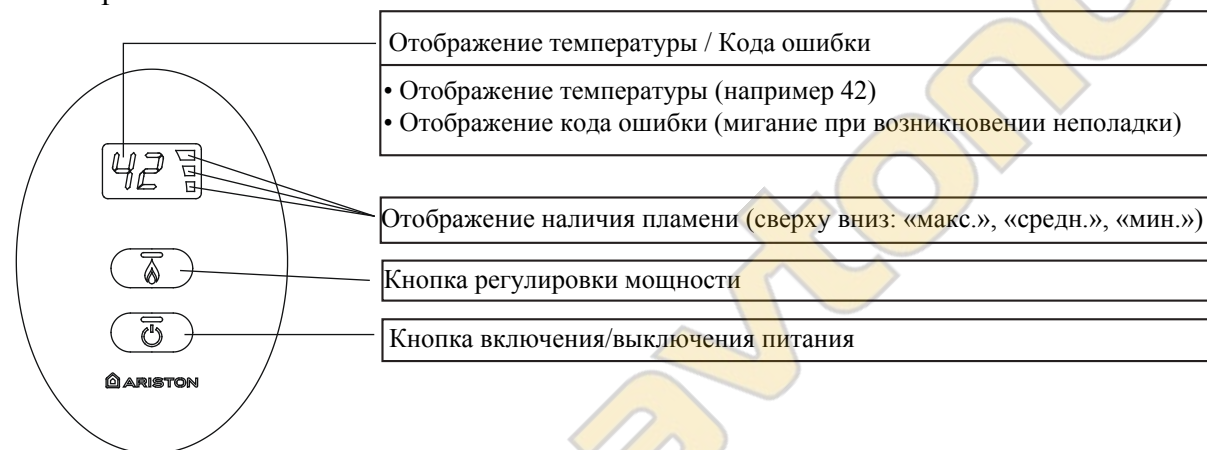 Отображение температуры / Кода ошибки
• Отображение температуры (например 42)
• Отображение кода ошибки (мигание при возникновении неполадки)
42
Отображение наличия пламени (сверху вниз: «макс.», «средн.», «мин.»)
Кнопка регулировки мощности
Кнопка включения/выключения питания
ARISTON